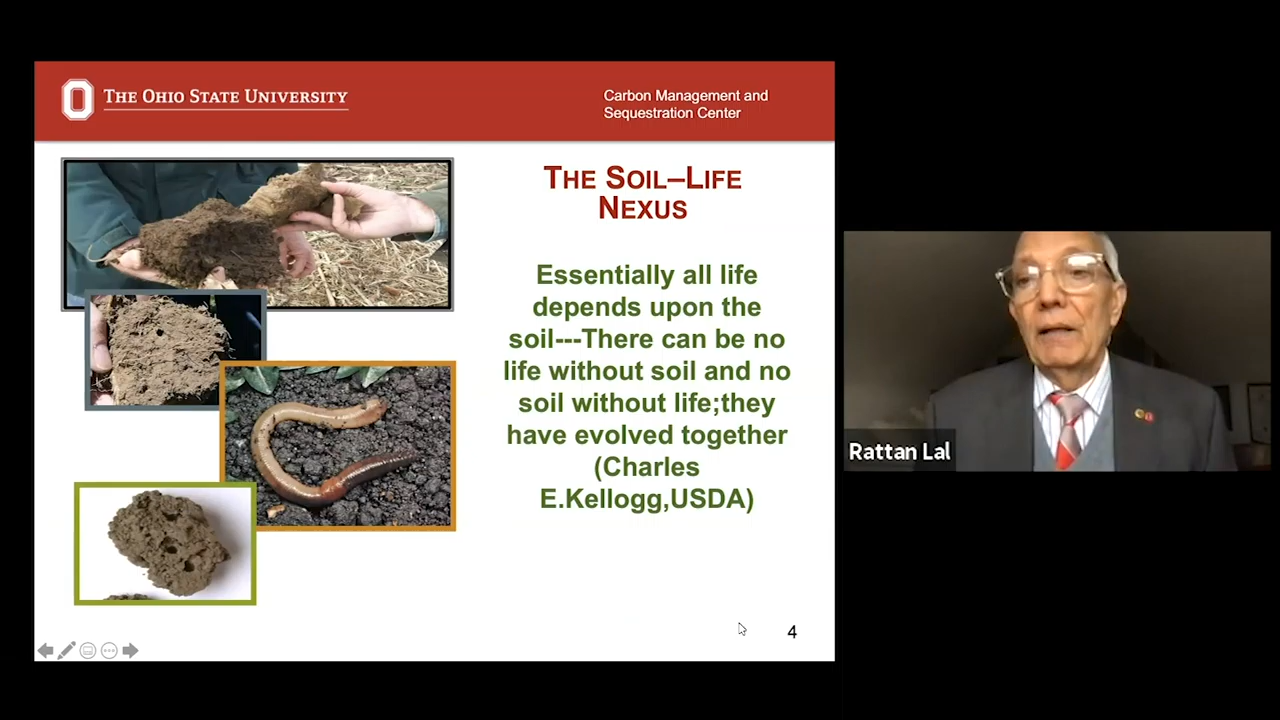 THE OHIO STATE UNIVERSITY
Carbon Management and
Sequestration Center
THE SOIL–LIFE
NEXUS
Essentially all life
depends upon the
soil---There can be no
life without soil and no
soil without life;they
have evolved together
(Charles
E.Kellogg,USDA)
4
Rattan Lal